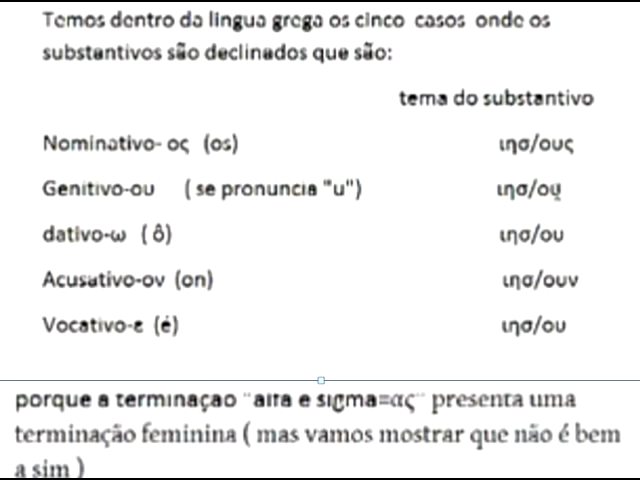 Temos dentro da lingua grega os cinco casos onde os
substantivos são declinados que são:
tema do substantivo
Nominativo- ος (os) ιησ/ους
Genitivo-ου ( se pronuncia "u") ιησ/ου
dativo-ω ( ô) ιησ/ου
Acusativo-ον (on) ιησ/ουν
Vocativo-ε (é) ιησ/ου
porque a terminação "alfa e sigma=ας" presenta uma
terminação feminina ( mas vamos mostrar que não é bem
a sim )